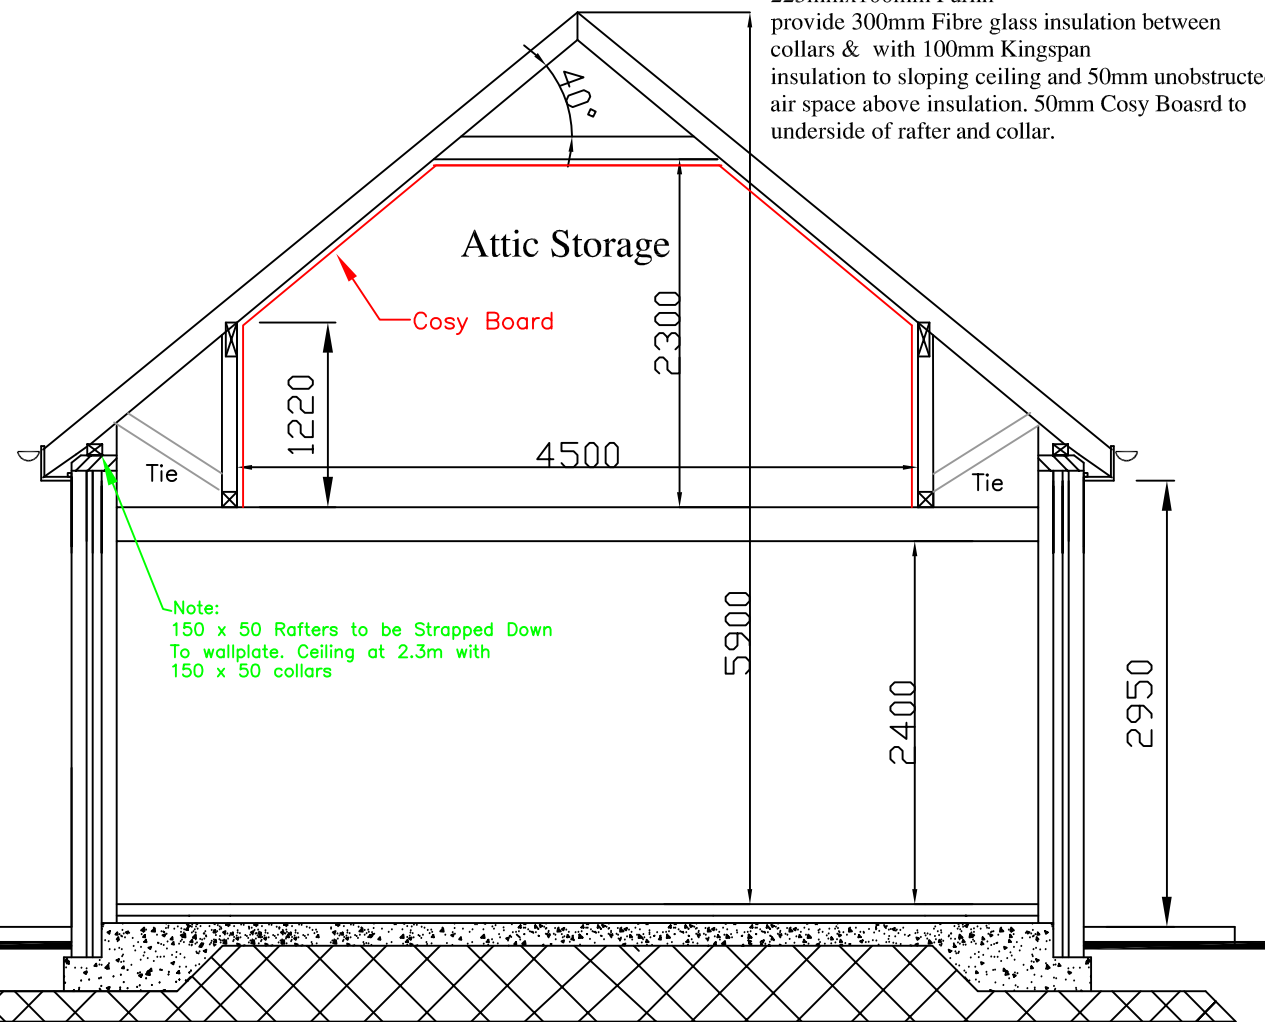 provide 300mm Fibre glass insulation between
collars & with 100mm Kingspan
insulation to sloping ceiling and 50mm unobstructe
air space above insulation. 50mm Cosy Boasrd to
underside of rafter and collar.
40°
Attic Storage
Cosy Board
2300
1220
4500
Tie
Tie
Note:
150 x 50 Rafters to be Strapped Down
To wallplate. Ceiling at 2.3m with
150 x 50 collars
5900
2400
2950